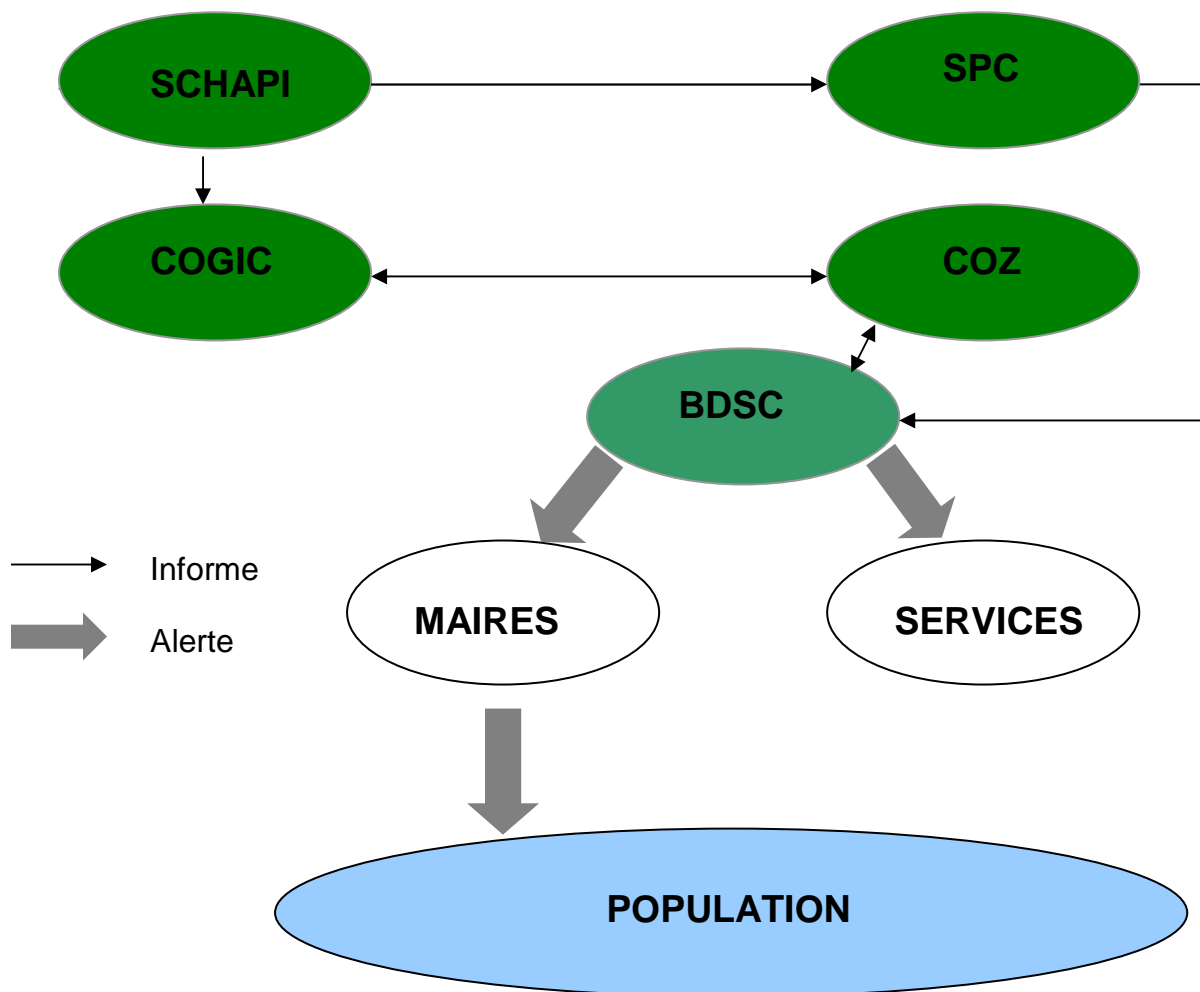 SCHAPI
SPC
COGIC
COZ
BDSC
Informe
MAIRES
SERVICES
Alerte
POPULATION